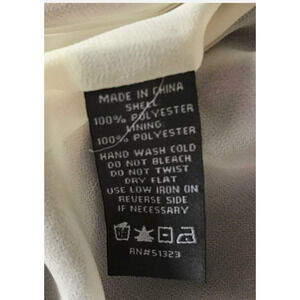 MADE IN CHINA
SHELL:
100% POLYESTER
LINING:
100% POLYESTER
HAND WASH COLD
DO NOT BLEACH
DO NOT TWIST
DRY FLAT
USE LOW IRON ON
REVERSE SIDE
IF NECESSARY
RN#51323